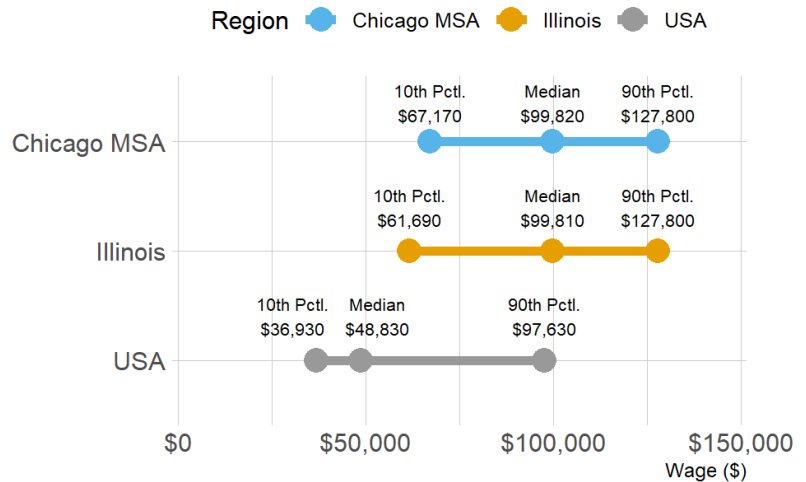 Region Chicago MSA Illinois USA
10th Pctl. Median 90th Pctl.
$67,170 $99,820 $127,800
Chicago MSA
10th Pctl. Median 90th Pctl.
$61,690 $99,810 $127,800
Illinois
10th Pctl. Median 90th Pctl.
$36,930 $48,830 $97,630
USA
$0 $50,000 $100,000 $150,000
Wage ($)